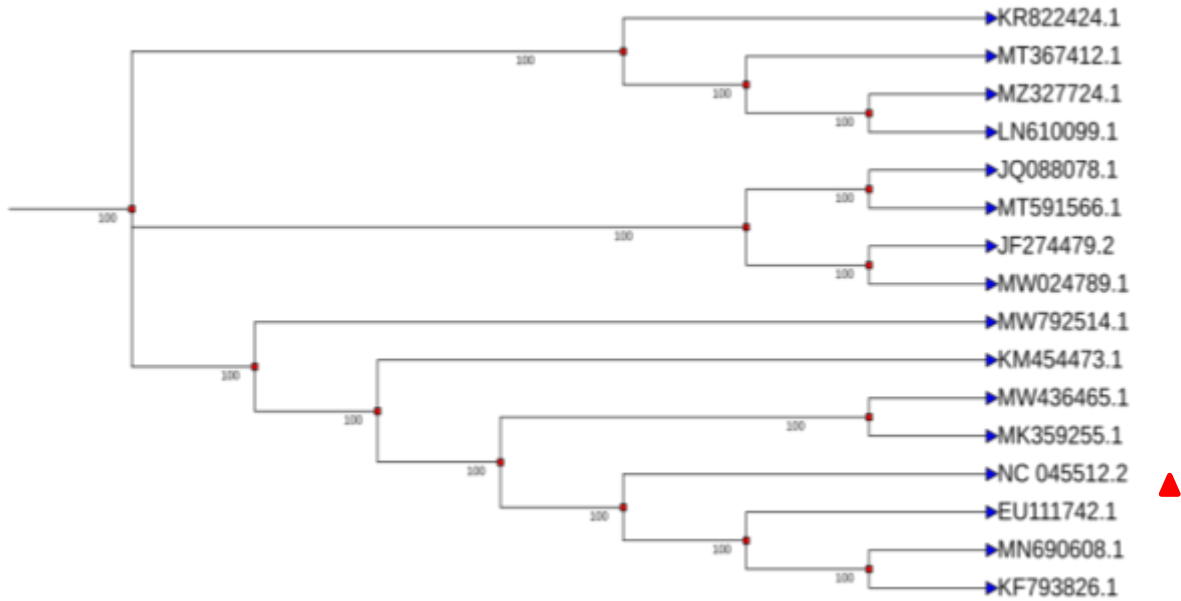 KR822424.1
100
MT367412.1
100
MZ327724.1
100
LN610099.1
JQ088078.1
100
MT591566.1
100
100
JF274479.2
100
MW024789.1
MW792514.1
100
KM454473.1
100
MW436465.1
100
MK359255.1
100
NC 045512.2
100
EU111742.1
100
MN690608.1
100
KF793826.1